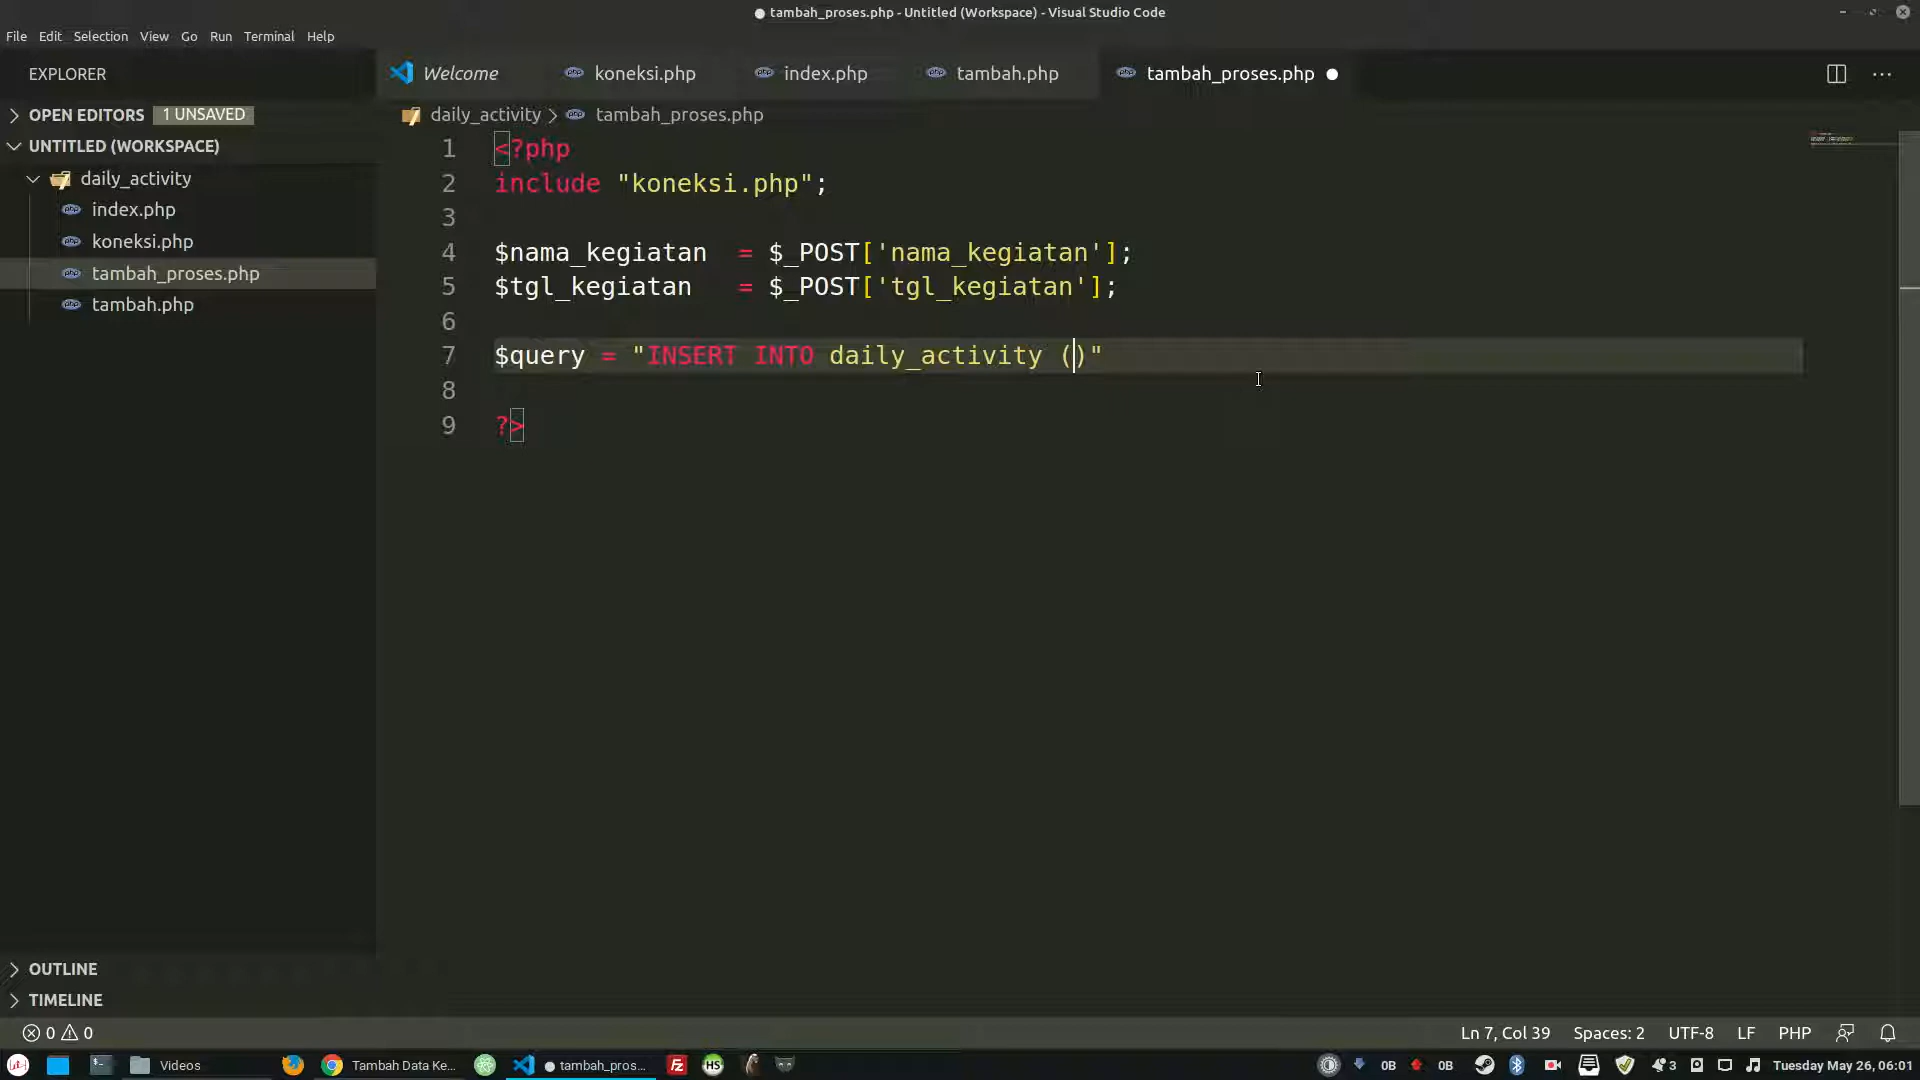 ● tambah_proses.php - Untitled (Workspace) - Visual Studio Code
File Edit Selection View Go Run Terminal Help
EXPLORER
Welcome koneksi.php index.php tambah.php tambah_proses.php ●
OPEN EDITORS 1 UNSAVED
daily_activity > tambah_proses.php
UNTITLED (WORKSPACE)
daily_activity
index.php
koneksi.php
tambah_proses.php
tambah.php
1 <?php
2 include "koneksi.php";
3
4 $nama_kegiatan = $_POST['nama_kegiatan'];
5 $tgl_kegiatan = $_POST['tgl_kegiatan'];
6
7 $query = "INSERT INTO daily_activity ()"
8
9 ?>
OUTLINE
TIMELINE
0 0 Ln 7, Col 39 Spaces: 2 UTF-8 LF PHP
Videos Tambah Data Ke... ● tambah_pros... Fz HS 0B 0B 3 Tuesday May 26, 06:01